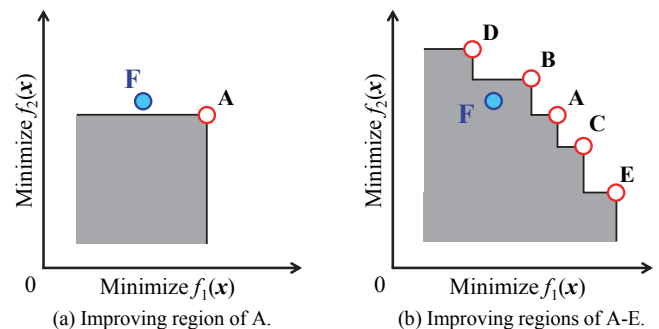 F
A
Minimize f₂(x)
0
Minimize f₁(x)
(a) Improving region of A.
D
B
F
A
C
E
Minimize f₂(x)
0
Minimize f₁(x)
(b) Improving regions of A-E.